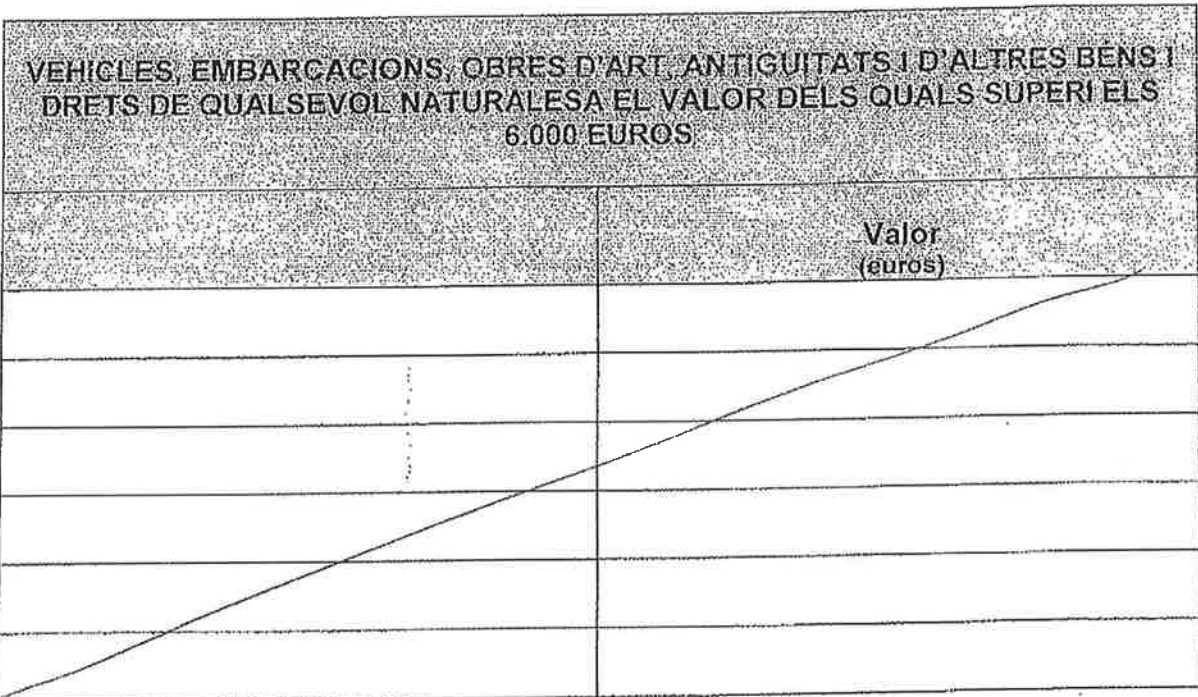 VEHICLES, EMBARCACIONS, OBRES D'ART, ANTIGUITATS I D'ALTRES BENS I
DRETS DE QUALSEVOL NATURALESA EL VALOR DELS QUALS SUPERI ELS
6.000 EUROS
Valor
(euros)